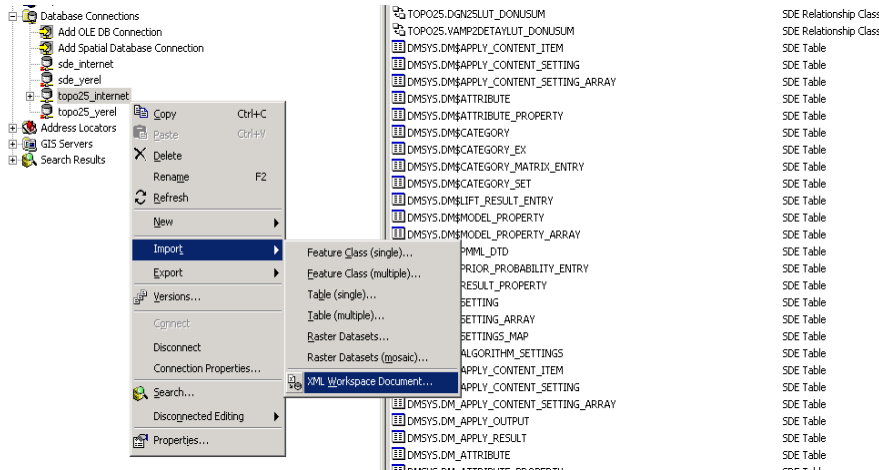 Database Connections
Add OLE DB Connection
Add Spatial Database Connection
sde_internet
sde_yerel
topo25_internet
topo25_yerel
Address Locators
GIS Servers
Search Results
Copy Ctrl+C
Paste Ctrl+V
Delete
Rename F2
Refresh
New
Import
Export
Versions...
Connect
Disconnect
Connection Properties...
Search...
Disconnected Editing
Properties...
Feature Class (single)...
Feature Class (multiple)...
Table (single)...
Table (multiple)...
Raster Datasets...
Raster Datasets (mosaic)...
XML Workspace Document...
TOPO25.DGN25LUT_DONUSUM SDE Relationship Class
TOPO25.VAMP2DETAYLUT_DONUSUM SDE Relationship Class
DMSYS.DM$APPLY_CONTENT_ITEM SDE Table
DMSYS.DM$APPLY_CONTENT_SETTING SDE Table
DMSYS.DM$APPLY_CONTENT_SETTING_ARRAY SDE Table
DMSYS.DM$ATTRIBUTE SDE Table
DMSYS.DM$ATTRIBUTE_PROPERTY SDE Table
DMSYS.DM$CATEGORY SDE Table
DMSYS.DM$CATEGORY_EX SDE Table
DMSYS.DM$CATEGORY_MATRIX_ENTRY SDE Table
DMSYS.DM$CATEGORY_SET SDE Table
DMSYS.DM$LIFT_RESULT_ENTRY SDE Table
DMSYS.DM$MODEL_PROPERTY SDE Table
DMSYS.DM$MODEL_PROPERTY_ARRAY SDE Table
PMML_DTD SDE Table
PRIOR_PROBABILITY_ENTRY SDE Table
RESULT_PROPERTY SDE Table
SETTING SDE Table
SETTING_ARRAY SDE Table
SETTINGS_MAP SDE Table
ALGORITHM_SETTINGS SDE Table
APPLY_CONTENT_ITEM SDE Table
APPLY_CONTENT_SETTING SDE Table
DMSYS.DM_APPLY_CONTENT_SETTING_ARRAY SDE Table
DMSYS.DM_APPLY_OUTPUT SDE Table
DMSYS.DM_APPLY_RESULT SDE Table
DMSYS.DM_ATTRIBUTE SDE Table